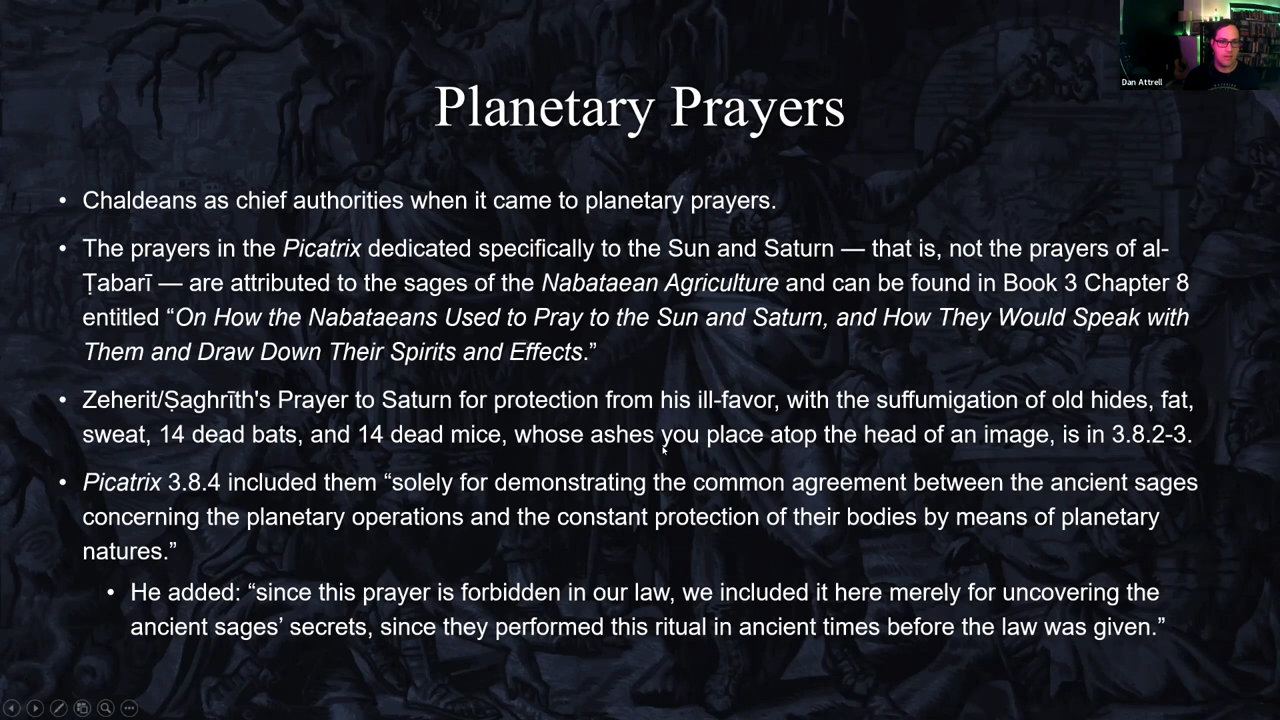 Dan Attrell
Planetary Prayers
• Chaldeans as chief authorities when it came to planetary prayers.
• The prayers in the Picatrix dedicated specifically to the Sun and Saturn — that is, not the prayers of al-
Ṭabarī — are attributed to the sages of the Nabataean Agriculture and can be found in Book 3 Chapter 8
entitled “On How the Nabataeans Used to Pray to the Sun and Saturn, and How They Would Speak with
Them and Draw Down Their Spirits and Effects.”
• Zeherit/Ṣaghrīth's Prayer to Saturn for protection from his ill-favor, with the suffumigation of old hides, fat,
sweat, 14 dead bats, and 14 dead mice, whose ashes you place atop the head of an image, is in 3.8.2-3.
• Picatrix 3.8.4 included them “solely for demonstrating the common agreement between the ancient sages
concerning the planetary operations and the constant protection of their bodies by means of planetary
natures.”
• He added: “since this prayer is forbidden in our law, we included it here merely for uncovering the
ancient sages’ secrets, since they performed this ritual in ancient times before the law was given.”